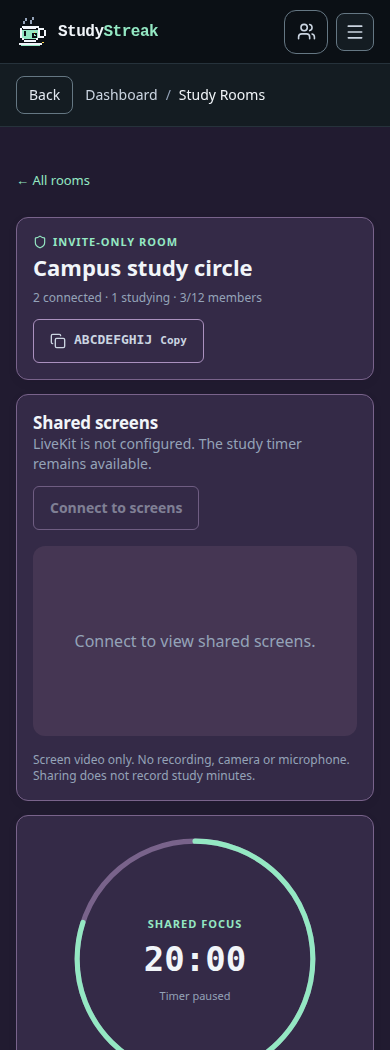 StudyStreak
Back Dashboard / Study Rooms
← All rooms
INVITE-ONLY ROOM
Campus study circle
2 connected · 1 studying · 3/12 members
ABCDEFGHIJ Copy
Shared screens
LiveKit is not configured. The study timer
remains available.
Connect to screens
Connect to view shared screens.
Screen video only. No recording, camera or microphone.
Sharing does not record study minutes.
SHARED FOCUS
20:00
Timer paused